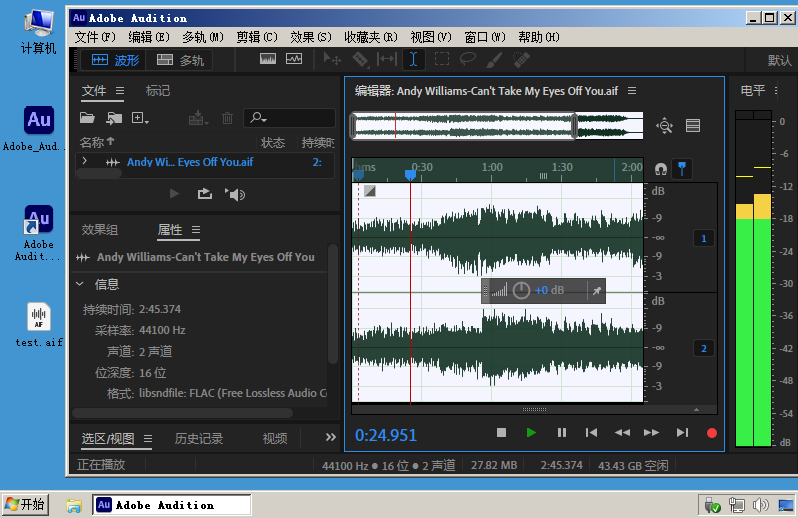 计算机
Adobe_Aud...
Adobe
Audit...
test.aif
Au Adobe Audition
文件(F) 编辑(E) 多轨(M) 剪辑(C) 效果(S) 收藏夹(R) 视图(V) 窗口(W) 帮助(H)
波形 多轨 默认
文件 标记
名称 状态 持续时
Andy Wi... Eyes Off You.aif 2:
效果组 属性
Andy Williams-Can't Take My Eyes Off You
信息
持续时间: 2:45.374
采样率: 44100 Hz
声道: 2 声道
位深度: 16 位
格式: libsndfile: FLAC (Free Lossless Audio Co
选区/视图 历史记录 视频
编辑器: Andy Williams-Can't Take My Eyes Off You.aif
hms 0:30 1:00 1:30 2:00
dB
-9
-∞
-9
-3
1
+0 dB
dB
-9
-∞
-9
-3
2
0:24.951
电平
0
-6
-12
-18
-24
-30
-36
-42
-48
-54
dB
正在播放 44100 Hz ● 16 位 ● 2 声道 27.82 MB 2:45.374 43.43 GB 空闲
开始 Au Adobe Audition